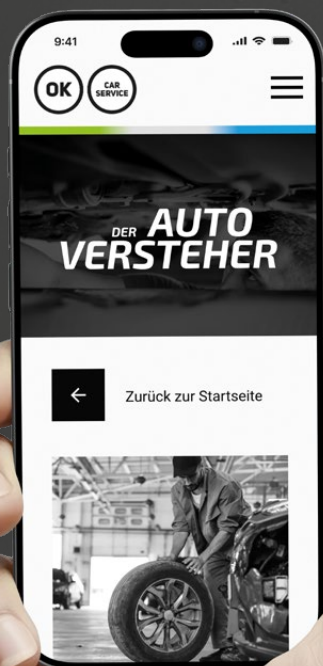 9:41
OK
CAR
SERVICE
DER AUTO
VERSTEHER
Zurück zur Startseite